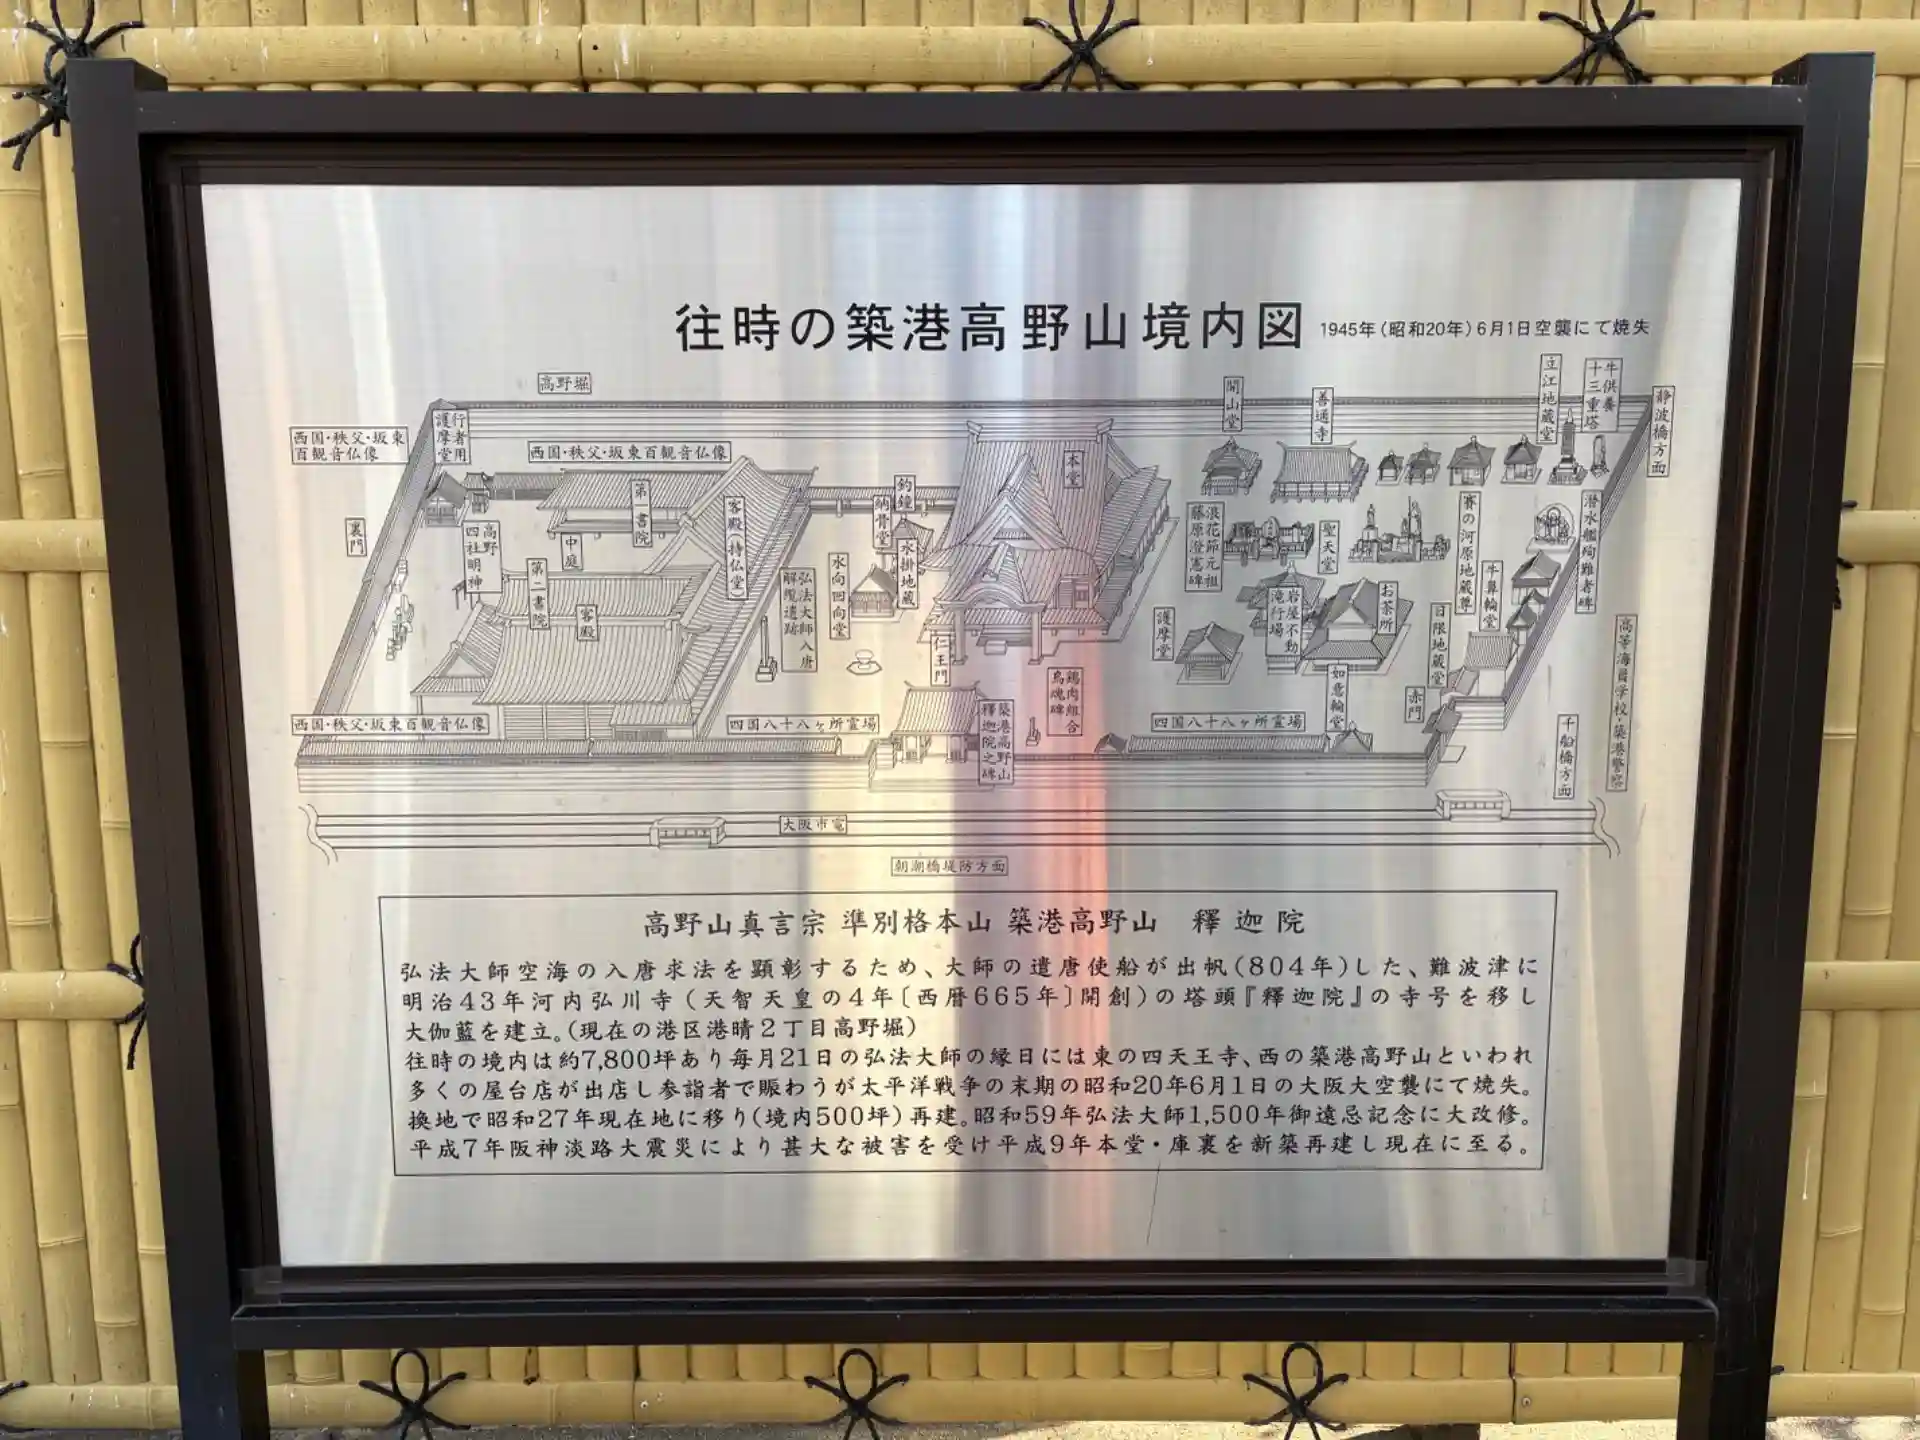 往時の築港高野山境内図 1945年(昭和20年)6月1日空襲にて焼失
高野堀
西国・秩父・坂東
百観音仏像
行者用
護摩堂
西国・秩父・坂東百観音仏像
裏門
高野
四社明神
中庭
第一書院
第二書院
客殿
客殿(持仏堂)
弘法大師入唐
解纜遺跡
水向回向堂
納骨堂
釣鐘
水掛地蔵
本堂
仁王門
築港高野山
釋迦院之碑
鶏肉組合
鳥魂碑
開山堂
善通寺
立江地蔵堂
牛供養
十三重塔
静波橋方面
浪花節元祖
藤原澄憲碑
聖天堂
賽の河原地蔵尊
牛鼻輪堂
潜水艦殉難者碑
護摩堂
岩屋不動
滝行場
お茶所
如意輪堂
日限地蔵堂
赤門
高等海員学校・築港警察
千船橋方面
西国・秩父・坂東百観音仏像
四国八十八ヶ所霊場
四国八十八ヶ所霊場
大阪市電
朝潮橋堤防方面
高野山真言宗 準別格本山 築港高野山 釋迦院
弘法大師空海の入唐求法を顕彰するため、大師の遣唐使船が出帆(804年)した、難波津に
明治43年河内弘川寺(天智天皇の4年〔西暦665年〕開創)の塔頭『釋迦院』の寺号を移し
大伽藍を建立。(現在の港区港晴2丁目高野堀)
往時の境内は約7,800坪あり毎月21日の弘法大師の縁日には東の四天王寺、西の築港高野山といわれ
多くの屋台店が出店し参詣者で賑わうが太平洋戦争の末期の昭和20年6月1日の大阪大空襲にて焼失。
換地で昭和27年現在地に移り(境内500坪)再建。昭和59年弘法大師1,500年御遠忌記念に大改修。
平成7年阪神淡路大震災により甚大な被害を受け平成9年本堂・庫裏を新築再建し現在に至る。